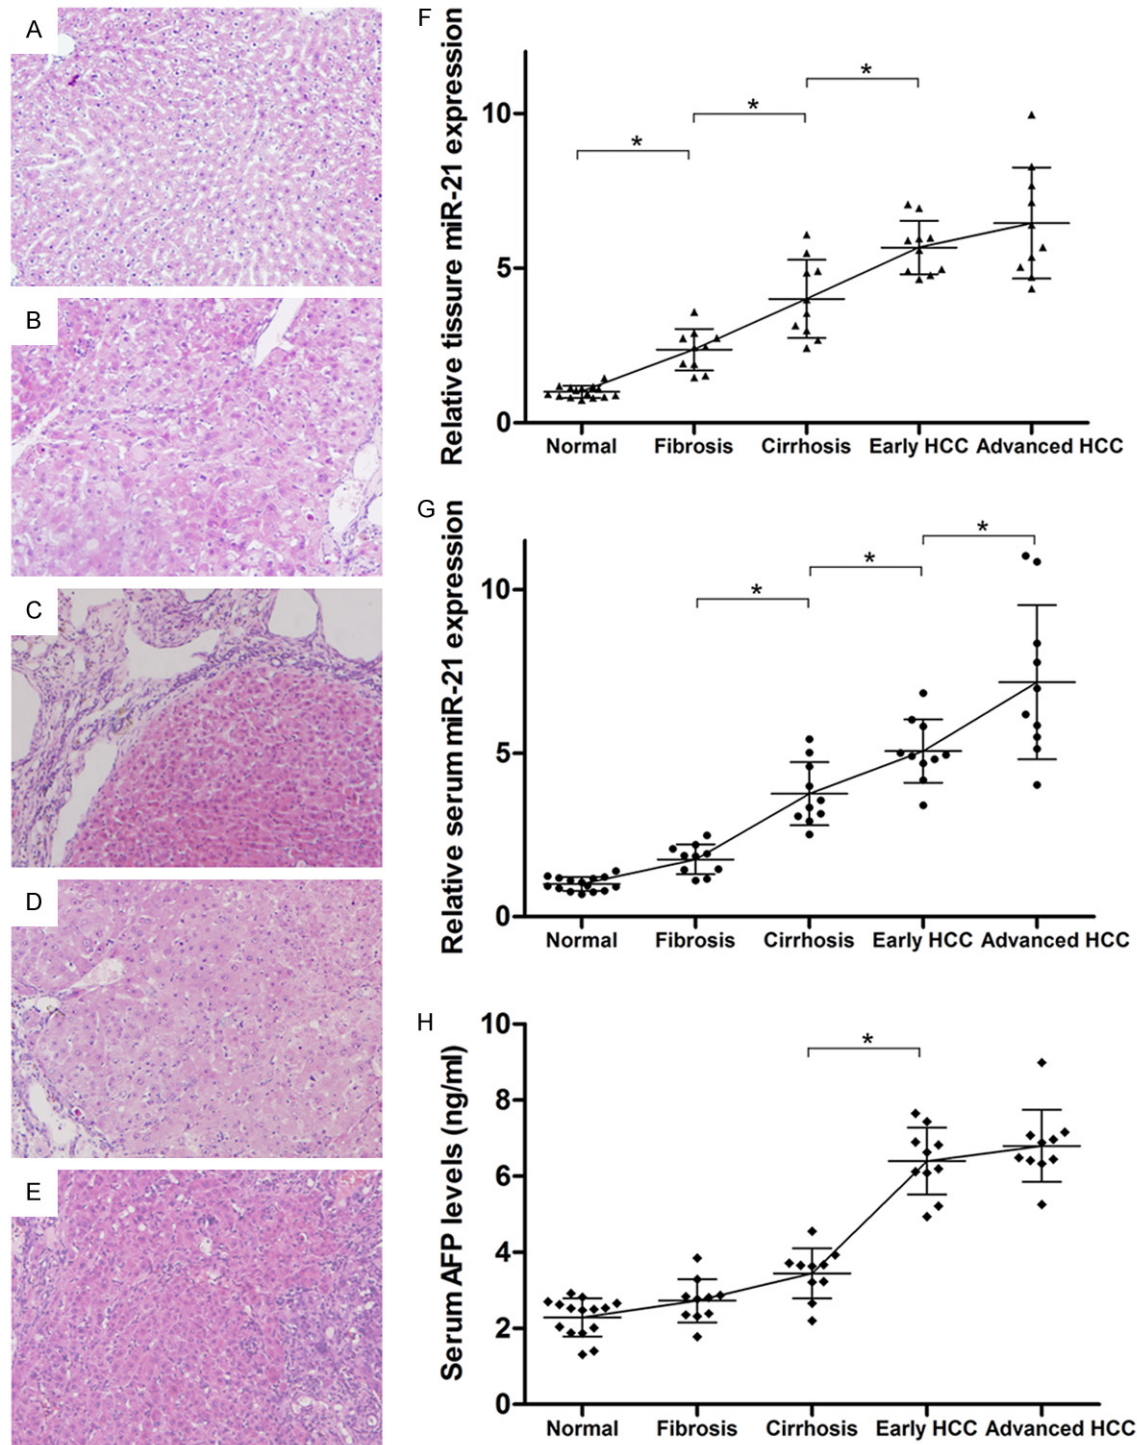 A
B
C
D
E
F
Relative tissue miR-21 expression
10
5
0
* * *
Normal Fibrosis Cirrhosis Early HCC Advanced HCC
G
Relative serum miR-21 expression
10
5
0
* * *
Normal Fibrosis Cirrhosis Early HCC Advanced HCC
H
Serum AFP levels (ng/ml)
10
8
6
4
2
0
*
Normal Fibrosis Cirrhosis Early HCC Advanced HCC